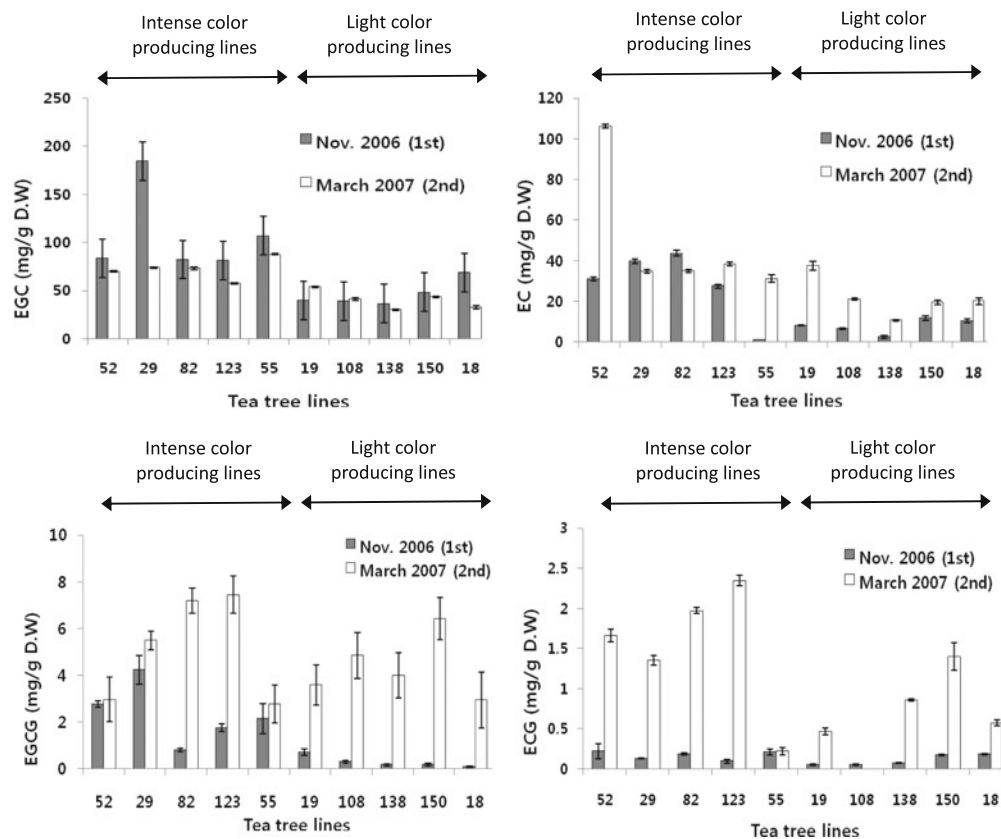 Intense color
producing lines
Light color
producing lines
250
200
150
100
50
0
EGC (mg/g D.W)
Nov. 2006 (1st)
March 2007 (2nd)
52 29 82 123 55 19 108 138 150 18
Tea tree lines
Intense color
producing lines
Light color
producing lines
120
100
80
60
40
20
0
EC (mg/g D.W)
Nov. 2006 (1st)
March 2007 (2nd)
52 29 82 123 55 19 108 138 150 18
Tea tree lines
Intense color
producing lines
Light color
producing lines
10
8
6
4
2
0
EGCG (mg/g D.W)
Nov. 2006 (1st)
March 2007 (2nd)
52 29 82 123 55 19 108 138 150 18
Tea tree lines
Intense color
producing lines
Light color
producing lines
3
2.5
2
1.5
1
0.5
0
ECG (mg/g D.W)
Nov. 2006 (1st)
March 2007 (2nd)
52 29 82 123 55 19 108 138 150 18
Tea tree lines